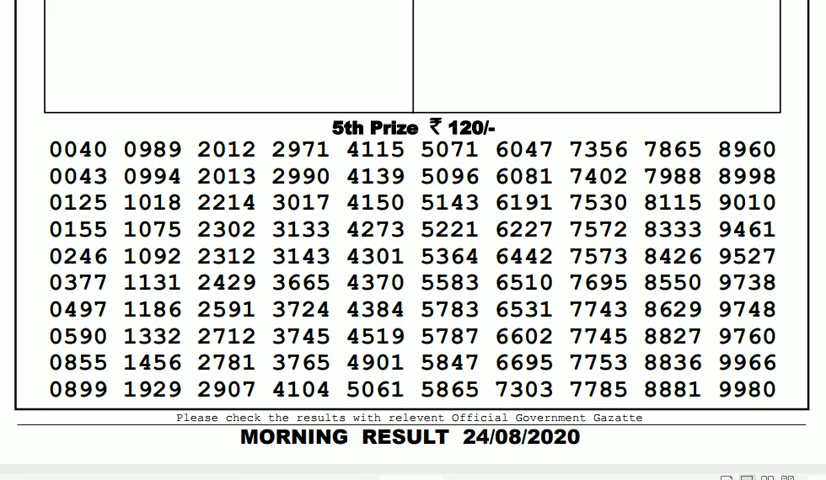 5th Prize ₹ 120/-
0040 0989 2012 2971 4115 5071 6047 7356 7865 8960
0043 0994 2013 2990 4139 5096 6081 7402 7988 8998
0125 1018 2214 3017 4150 5143 6191 7530 8115 9010
0155 1075 2302 3133 4273 5221 6227 7572 8333 9461
0246 1092 2312 3143 4301 5364 6442 7573 8426 9527
0377 1131 2429 3665 4370 5583 6510 7695 8550 9738
0497 1186 2591 3724 4384 5783 6531 7743 8629 9748
0590 1332 2712 3745 4519 5787 6602 7745 8827 9760
0855 1456 2781 3765 4901 5847 6695 7753 8836 9966
0899 1929 2907 4104 5061 5865 7303 7785 8881 9980
Please check the results with relevent Official Government Gazatte
MORNING RESULT 24/08/2020